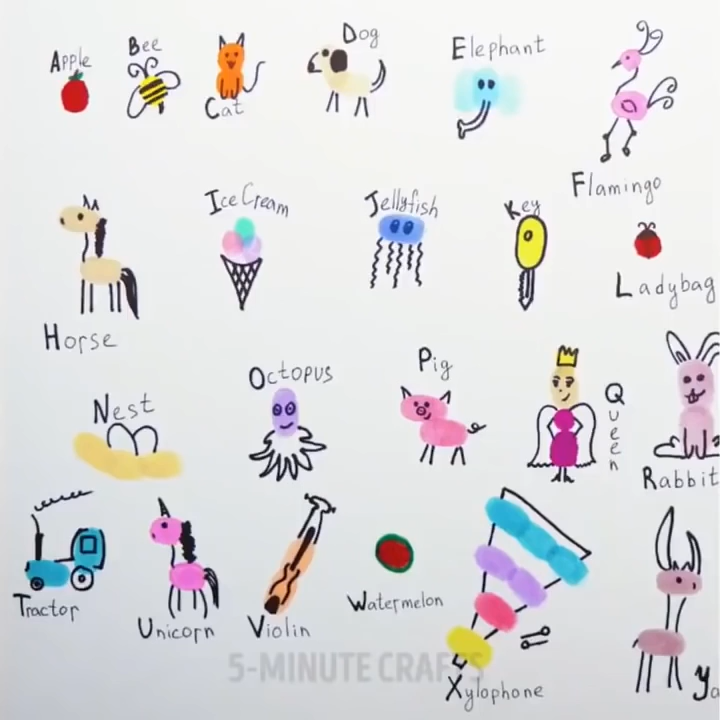 Apple
Bee
Cat
Dog
Elephant
Flamingo
Horse
Ice Cream
Jellyfish
Key
Ladybag
Nest
Octopus
Pig
Queen
Rabbit
Tractor
Unicorn
Violin
Watermelon
Xylophone
Ya
5-MINUTE CRAFTS